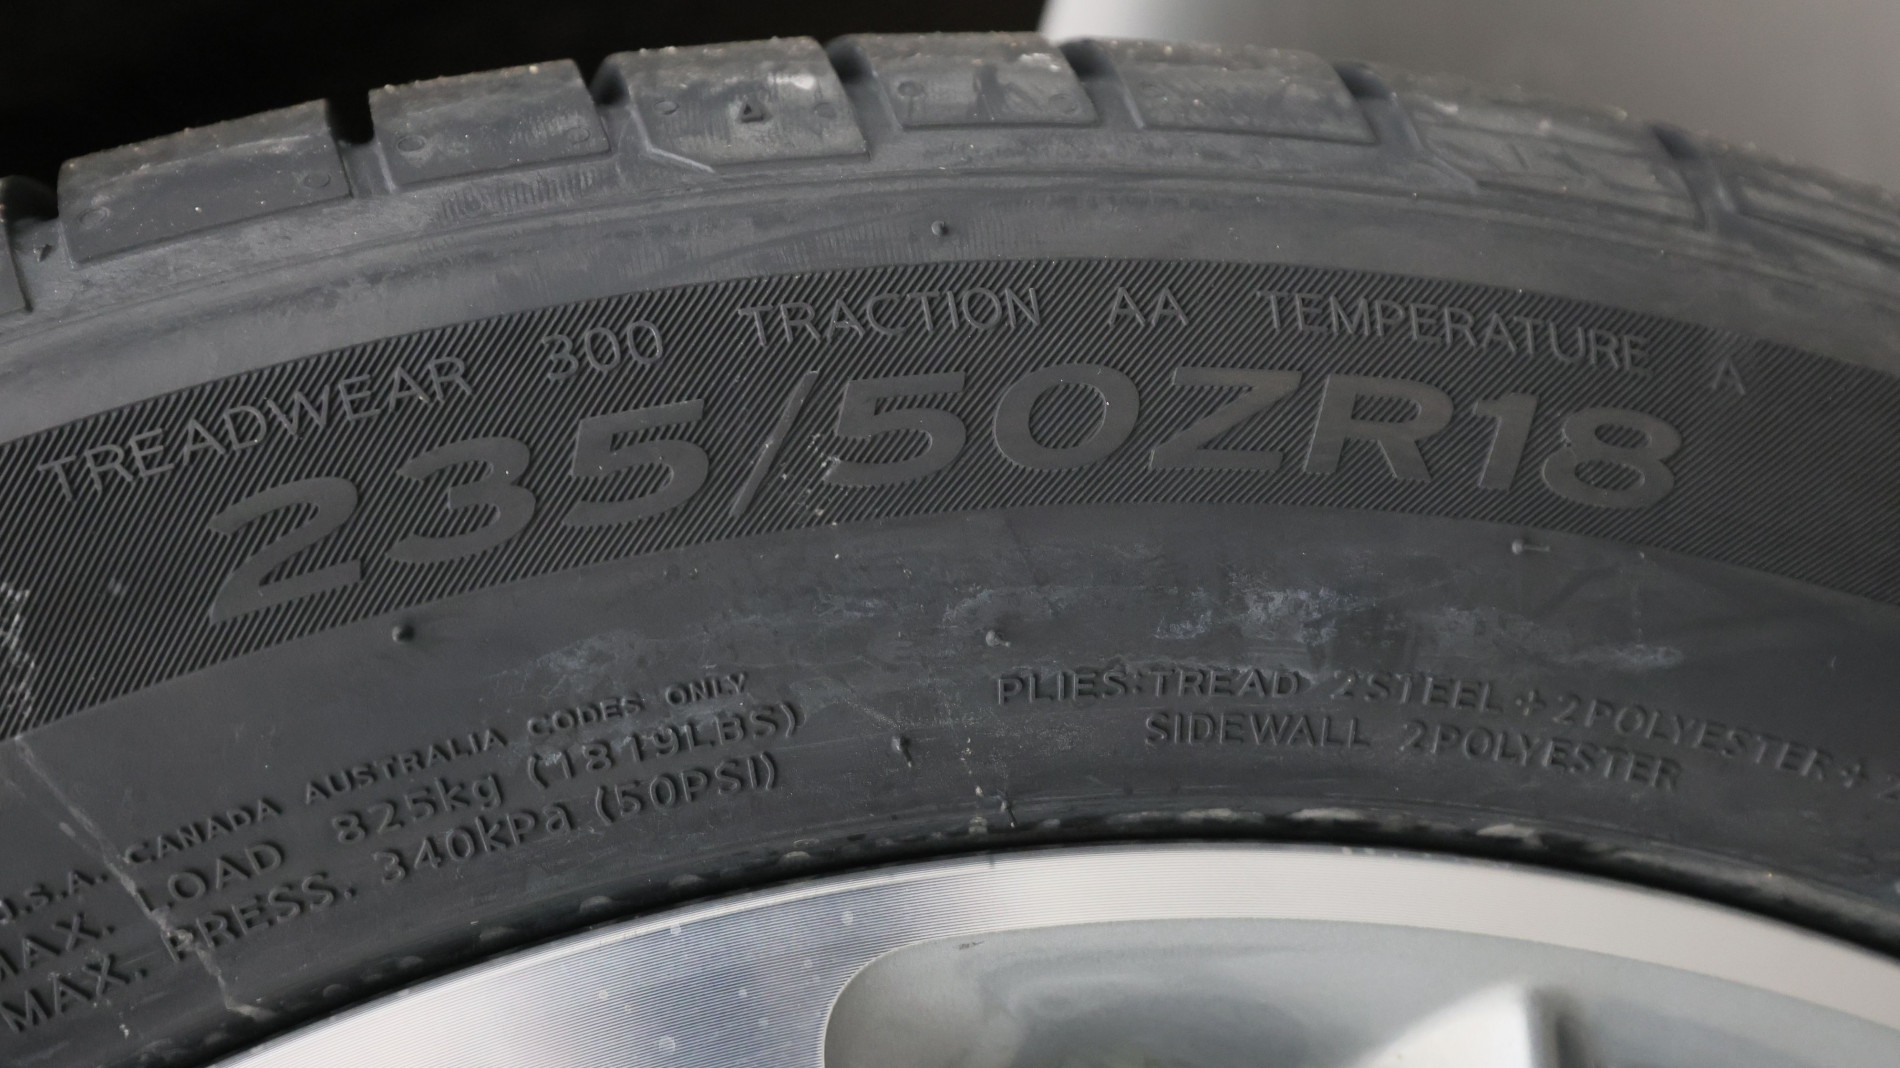 TREADWEAR 300 TRACTION AA TEMPERATURE A
235/50ZR18
U.S.A. CANADA AUSTRALIA CODES ONLY
MAX. LOAD 825kg (1819LBS)
MAX. PRESS. 340kPa (50PSI)
PLIES:TREAD 2STEEL + 2POLYESTER +
SIDEWALL 2POLYESTER